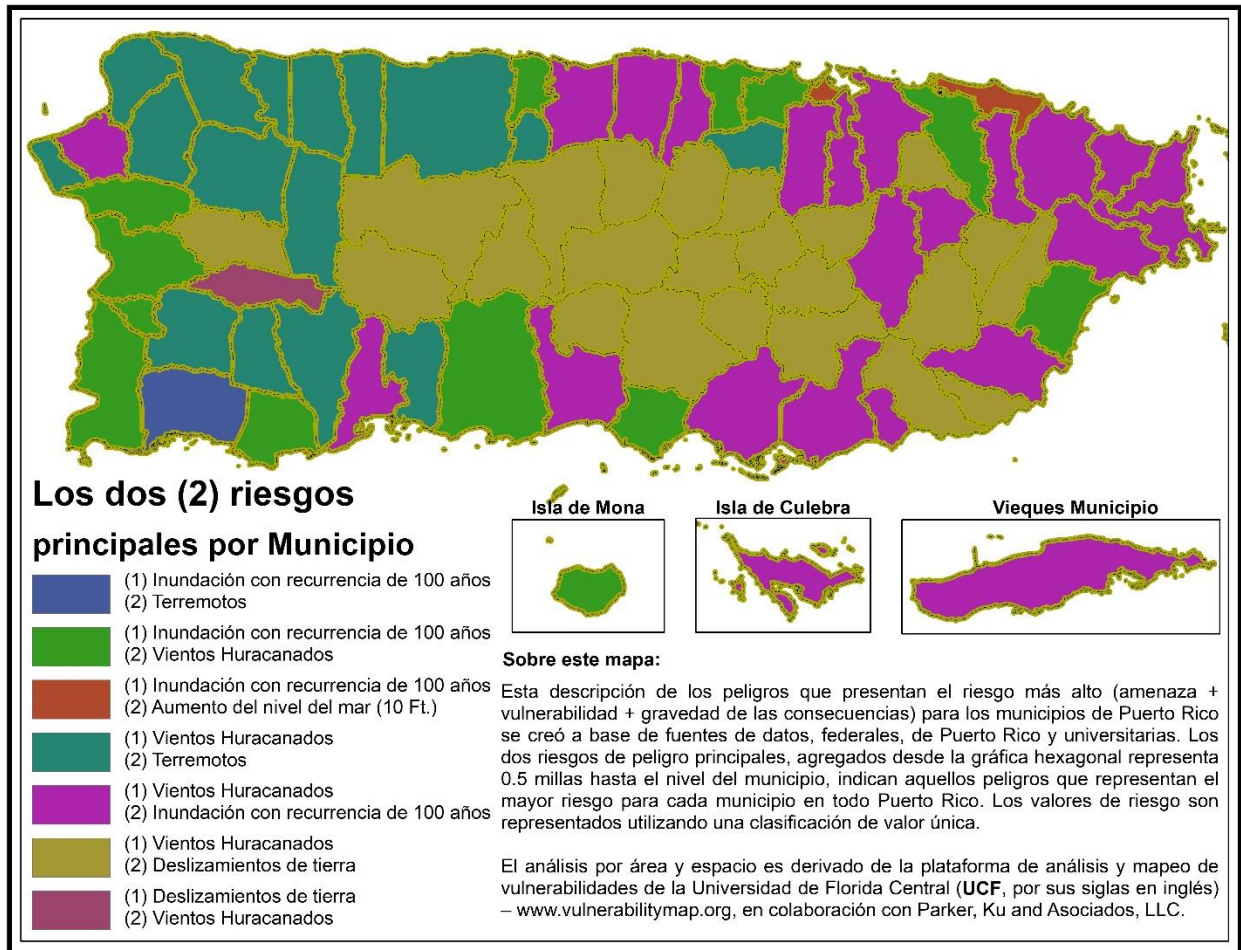 Los dos (2) riesgos
principales por Municipio
(1) Inundación con recurrencia de 100 años
(2) Terremotos
(1) Inundación con recurrencia de 100 años
(2) Vientos Huracanados
(1) Inundación con recurrencia de 100 años
(2) Aumento del nivel del mar (10 Ft.)
(1) Vientos Huracanados
(2) Terremotos
(1) Vientos Huracanados
(2) Inundación con recurrencia de 100 años
(1) Vientos Huracanados
(2) Deslizamientos de tierra
(1) Deslizamientos de tierra
(2) Vientos Huracanados
Isla de Mona
Isla de Culebra
Vieques Municipio
Sobre este mapa:
Esta descripción de los peligros que presentan el riesgo más alto (amenaza +
vulnerabilidad + gravedad de las consecuencias) para los municipios de Puerto Rico
se creó a base de fuentes de datos, federales, de Puerto Rico y universitarias. Los
dos riesgos de peligro principales, agregados desde la gráfica hexagonal representa
0.5 millas hasta el nivel del municipio, indican aquellos peligros que representan el
mayor riesgo para cada municipio en todo Puerto Rico. Los valores de riesgo son
representados utilizando una clasificación de valor única.
El análisis por área y espacio es derivado de la plataforma de análisis y mapeo de
vulnerabilidades de la Universidad de Florida Central (UCF, por sus siglas en inglés)
– www.vulnerabilitymap.org, en colaboración con Parker, Ku and Asociados, LLC.